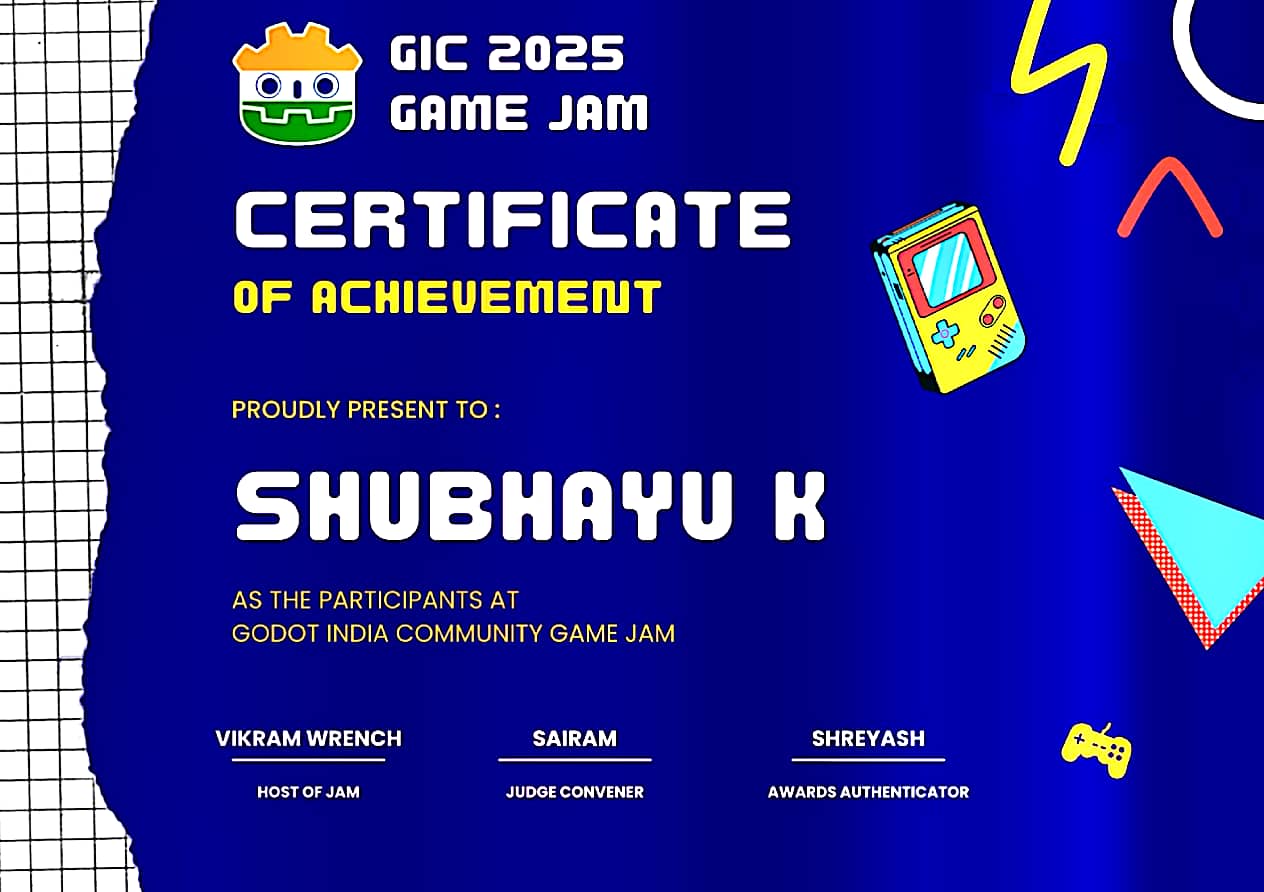 GIC 2025
GAME JAM
CERTIFICATE
OF ACHIEVEMENT
PROUDLY PRESENT TO :
SHUBHAYU K
AS THE PARTICIPANTS AT
GODOT INDIA COMMUNITY GAME JAM
VIKRAM WRENCH
HOST OF JAM
SAIRAM
JUDGE CONVENER
SHREYASH
AWARDS AUTHENTICATOR